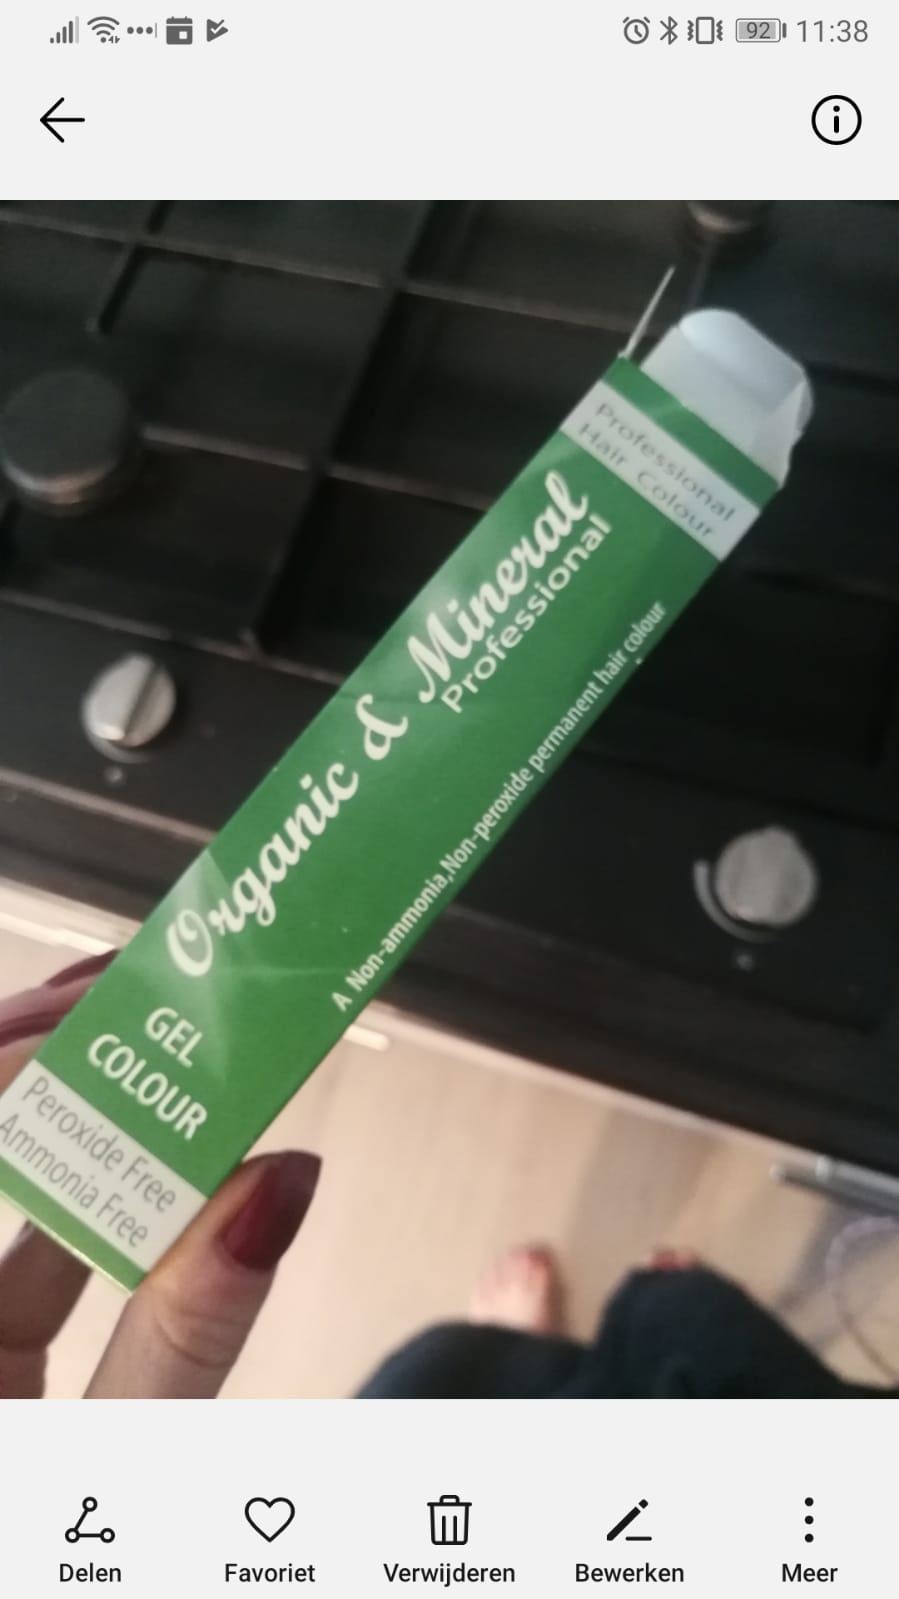 92 11:38
Professional
Hair Colour
Organic & Mineral
Professional
A Non-ammonia,Non-peroxide permanent hair colour
GEL
COLOUR
Peroxide Free
Ammonia Free
Delen Favoriet Verwijderen Bewerken Meer